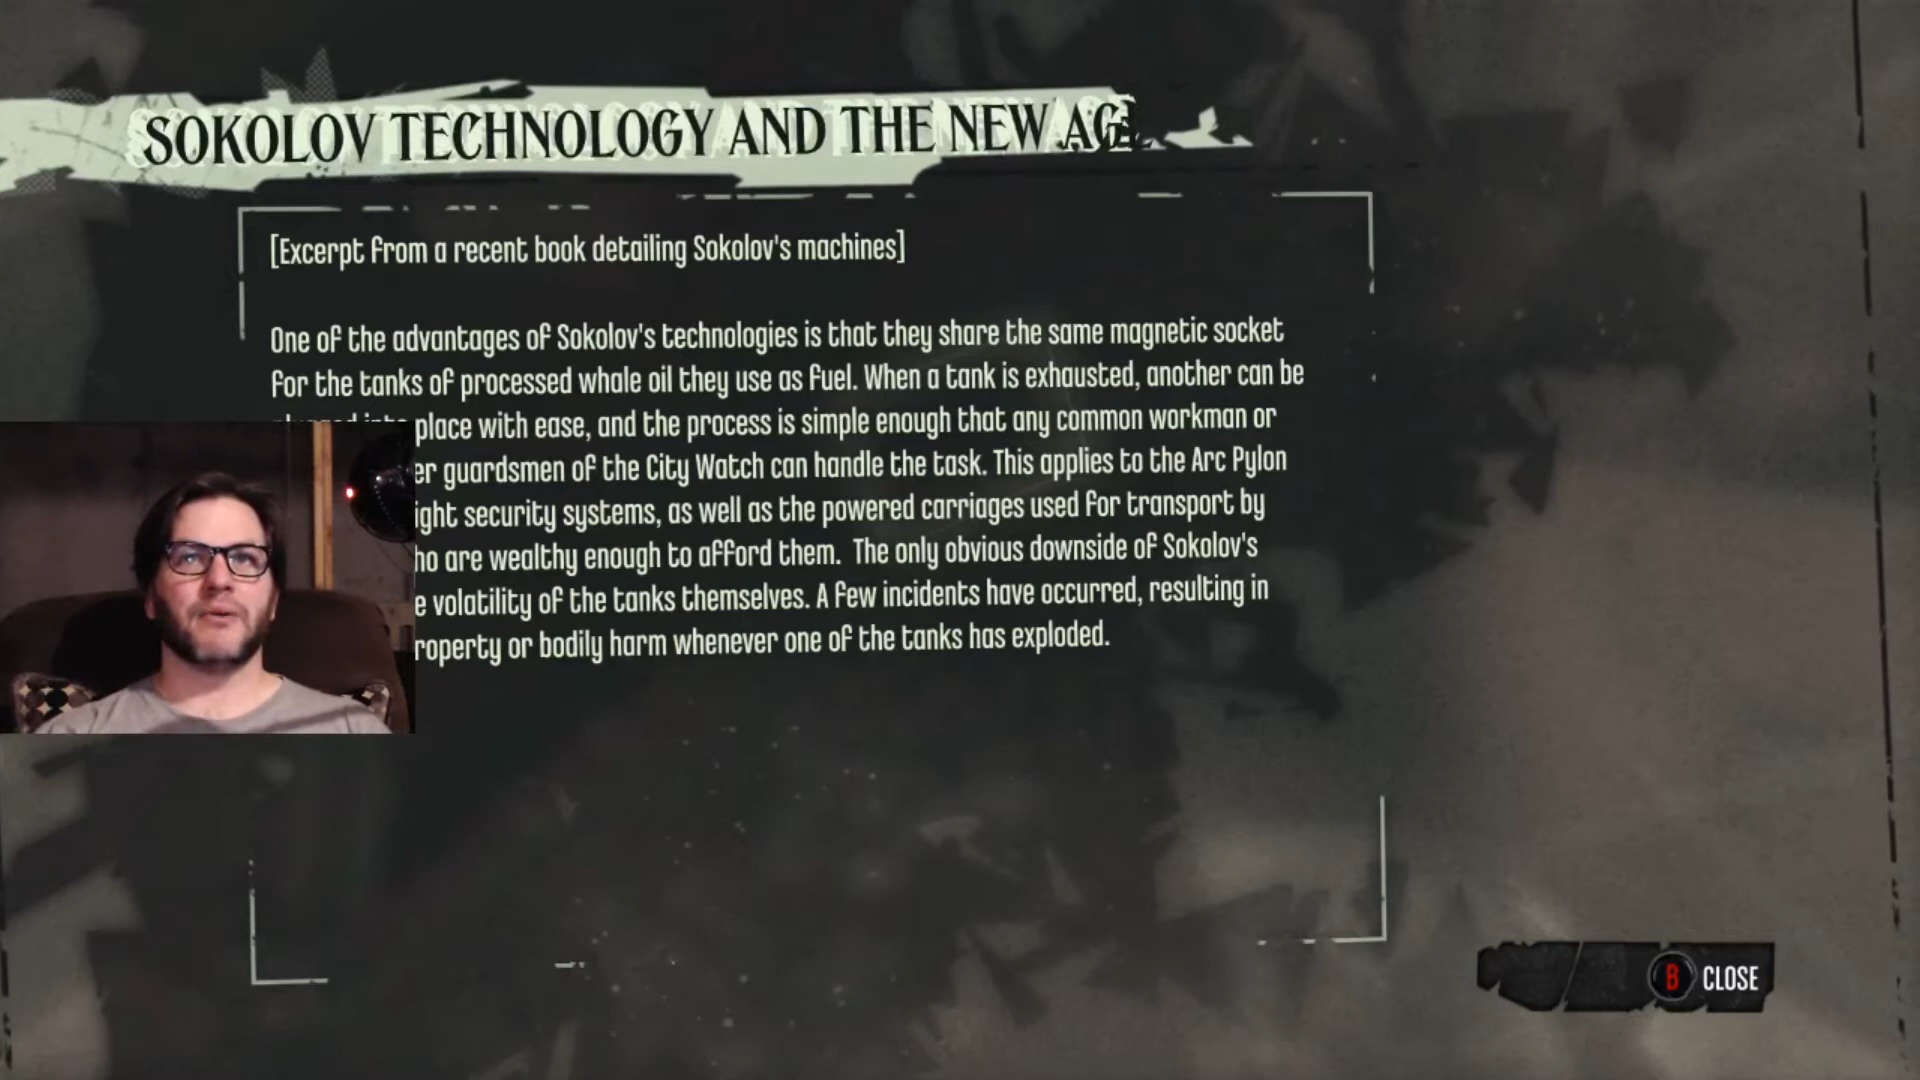 SOKOLOV TECHNOLOGY AND THE NEW AGE
[Excerpt from a recent book detailing Sokolov's machines]
One of the advantages of Sokolov's technologies is that they share the same magnetic socket
for the tanks of processed whale oil they use as fuel. When a tank is exhausted, another can be
place with ease, and the process is simple enough that any common workman or
guardsmen of the City Watch can handle the task. This applies to the Arc Pylon
security systems, as well as the powered carriages used for transport by
are wealthy enough to afford them. The only obvious downside of Sokolov's
volatility of the tanks themselves. A few incidents have occurred, resulting in
or bodily harm whenever one of the tanks has exploded.
B CLOSE